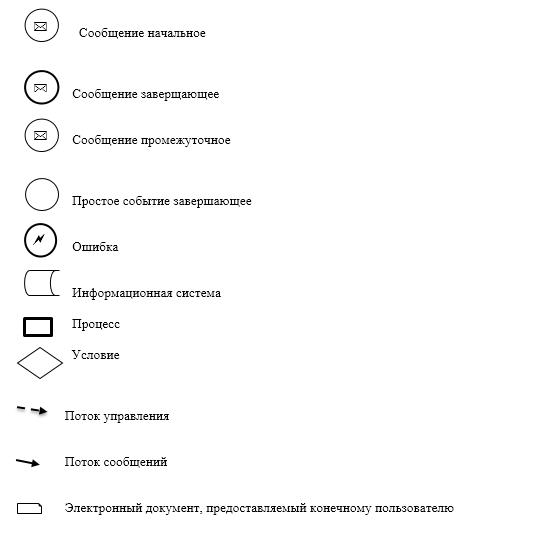 Сообщение начальное
Сообщение заверщающее
Сообщение промежуточное
Простое событие завершающее
Ошибка
Информационная система
Процесс
Условие
Поток управления
Поток сообщений
Электронный документ, предоставляемый конечному пользователю